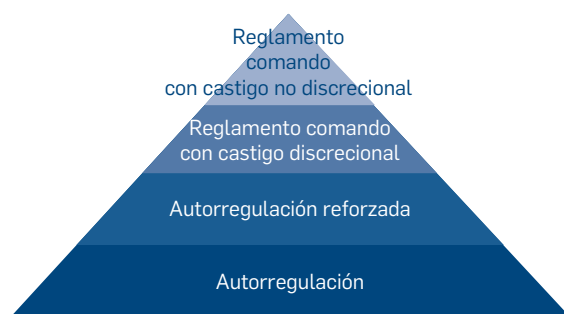 Reglamento
comando
con castigo no discrecional
Reglamento comando
con castigo discrecional
Autorregulación reforzada
Autorregulación